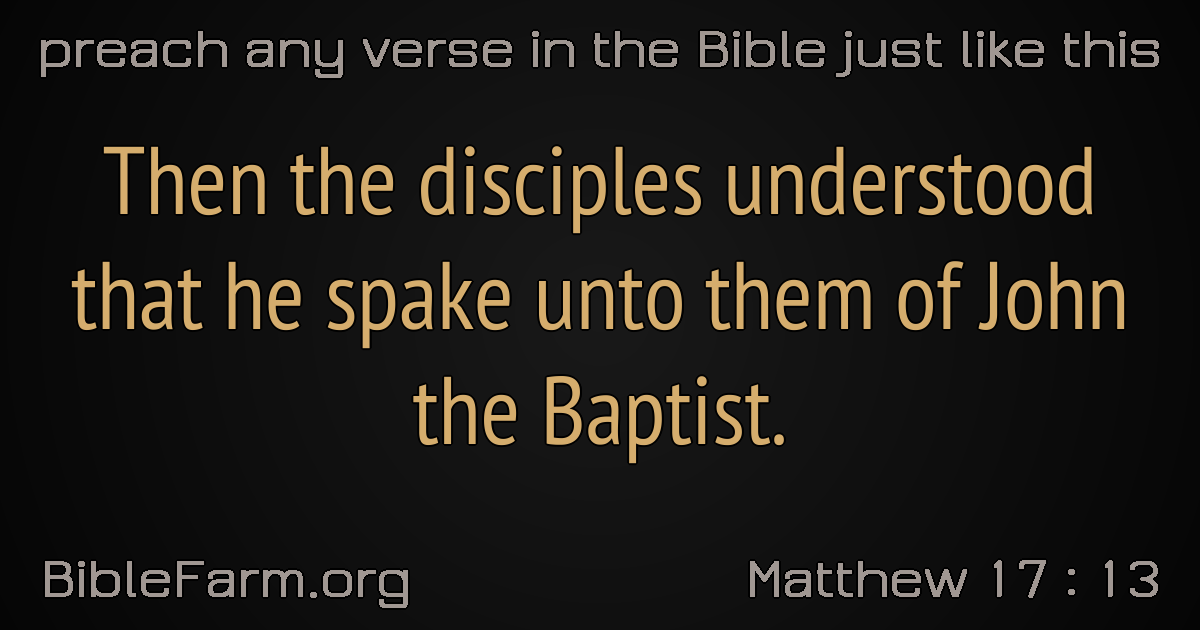 preach any verse in the Bible just like this
Then the disciples understood
that he spake unto them of John
the Baptist.
BibleFarm.org
Matthew 17 : 13